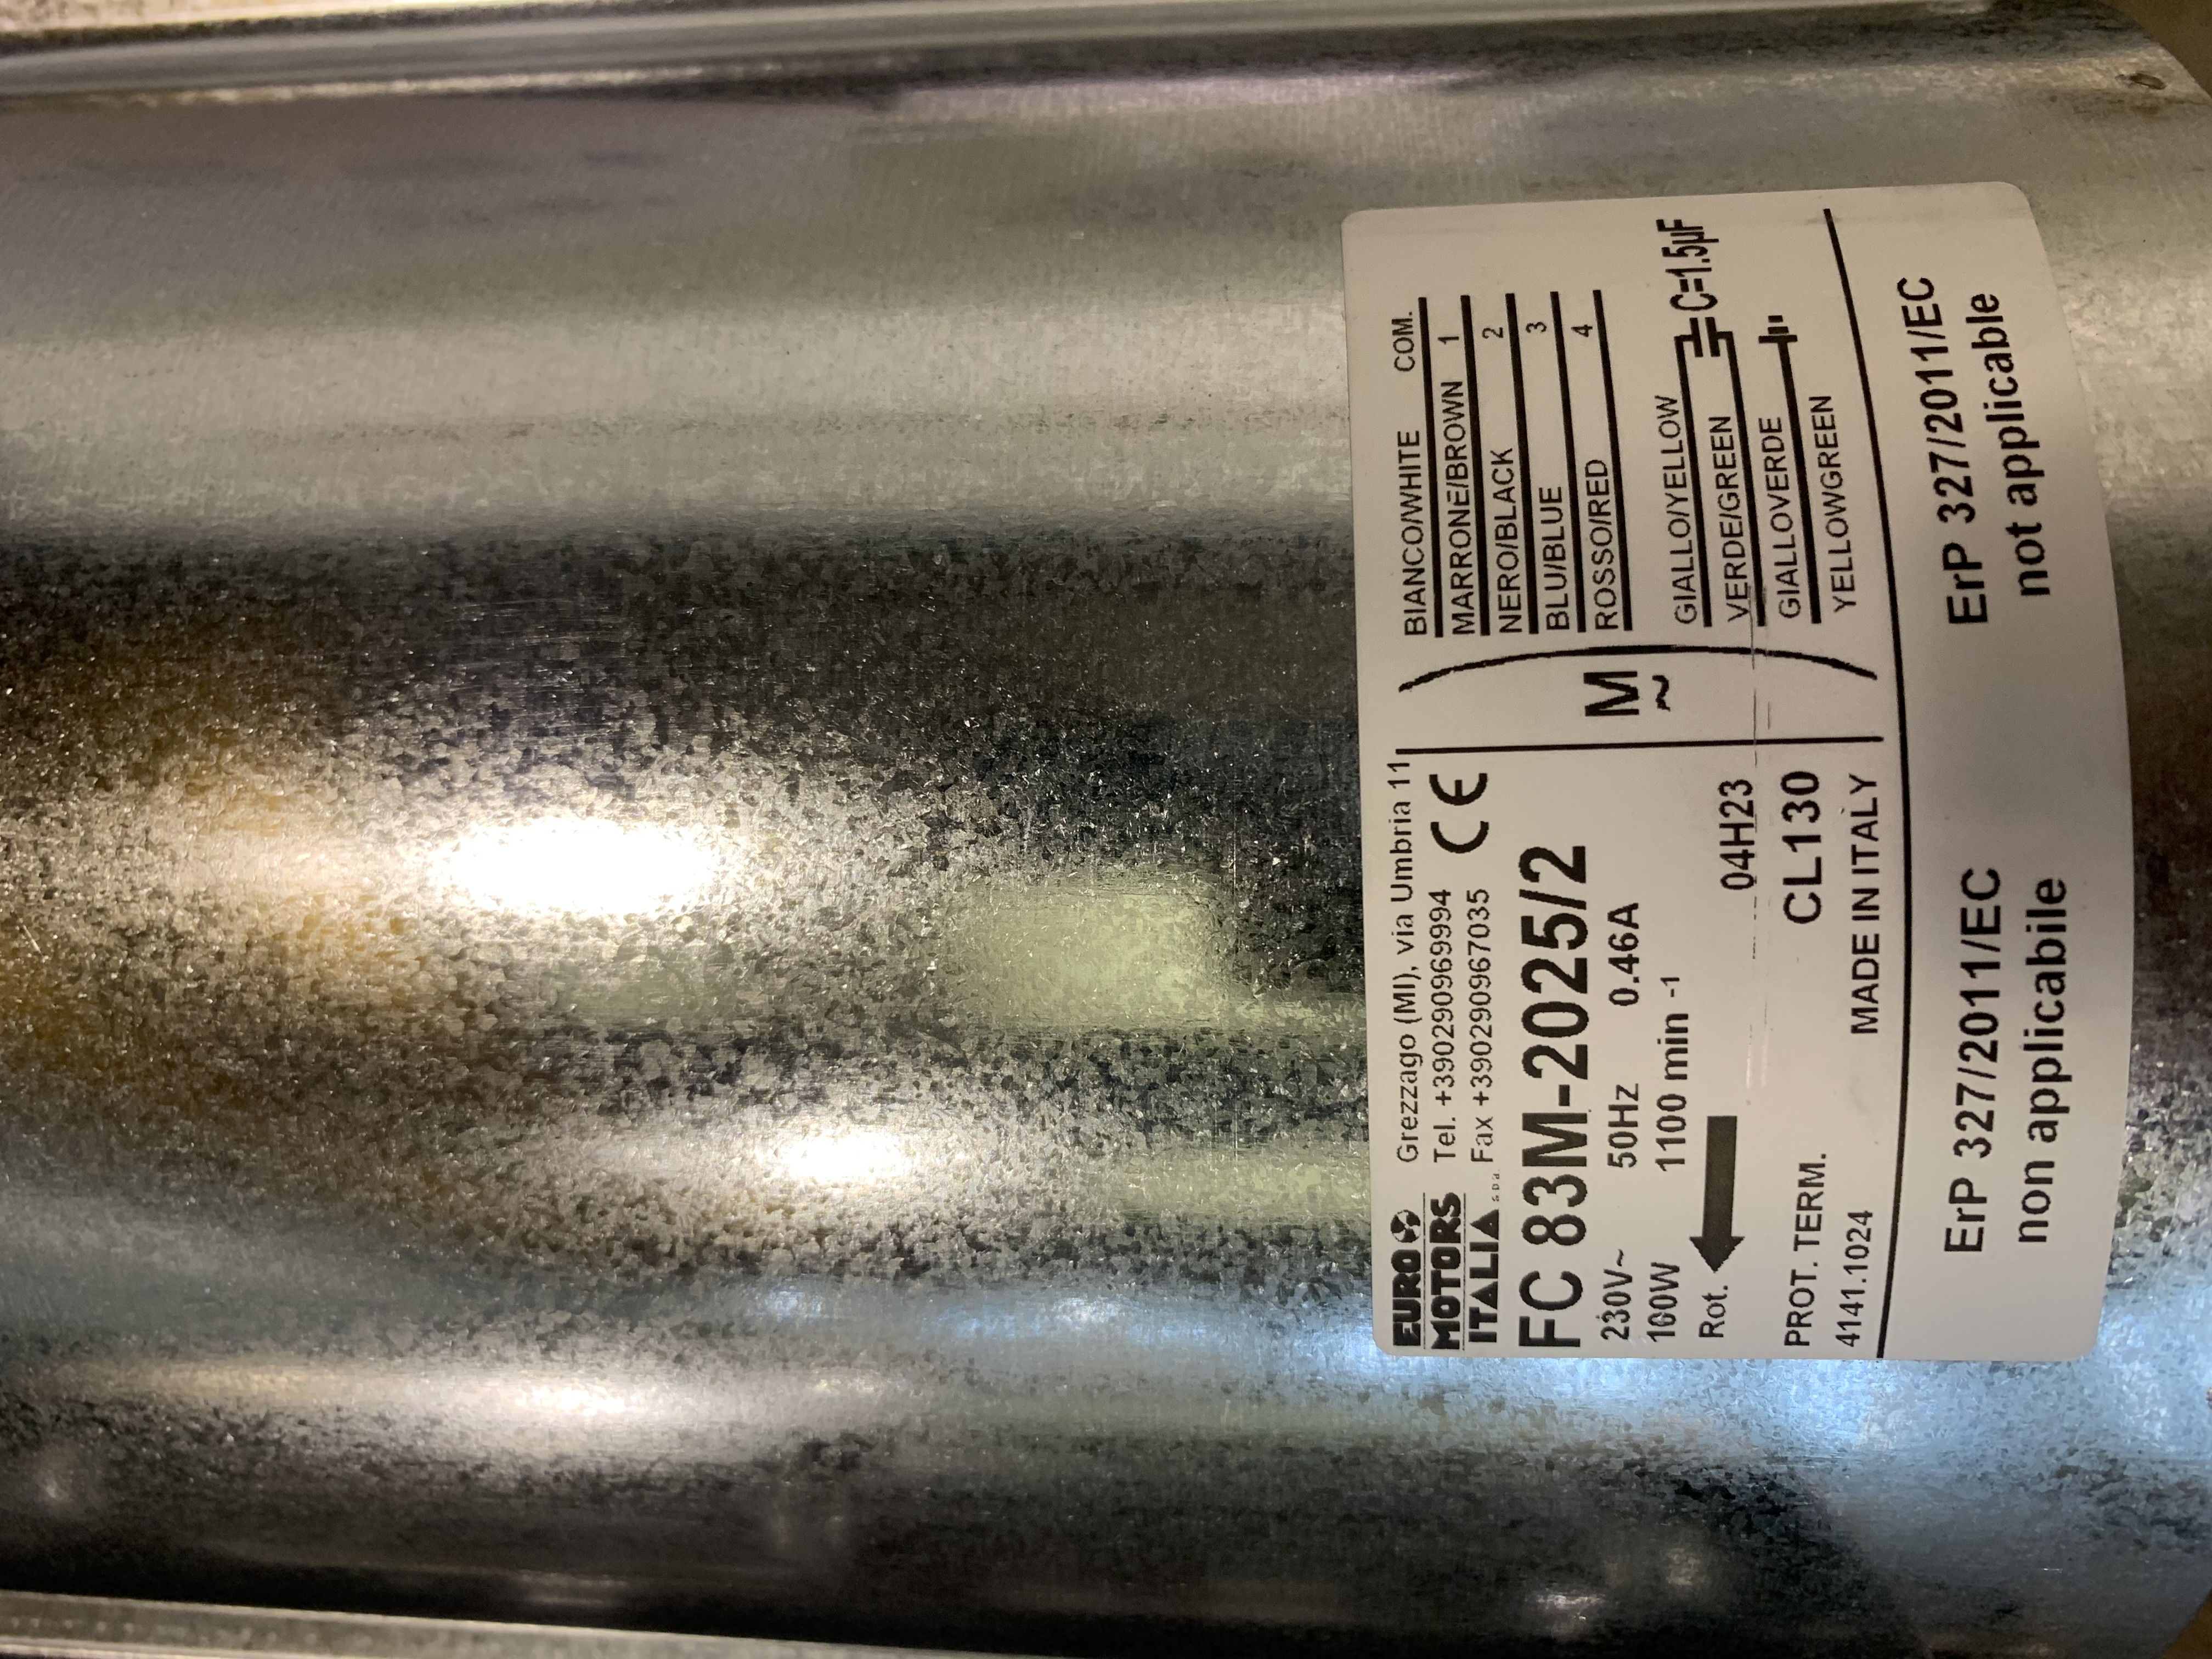 EURO
MOTORS
ITALIA s.p.a.
Grezzago (MI), via Umbria 11
Tel. +390290969994
Fax +390290967035
CE
FC 83M-2025/2
230V~ 50Hz 0.46A
100W 1100 min -1
Rot. 04H23
PROT. TERM. CL130
4141.1024 MADE IN ITALY
M
~
BIANCO/WHITE COM.
MARRONE/BROWN 1
NERO/BLACK 2
BLU/BLUE 3
ROSSO/RED 4
GIALLO/YELLOW
C=1.5µF
VERDE/GREEN
GIALLOVERDE
YELLOWGREEN
ErP 327/2011/EC
non applicabile
ErP 327/2011/EC
not applicable